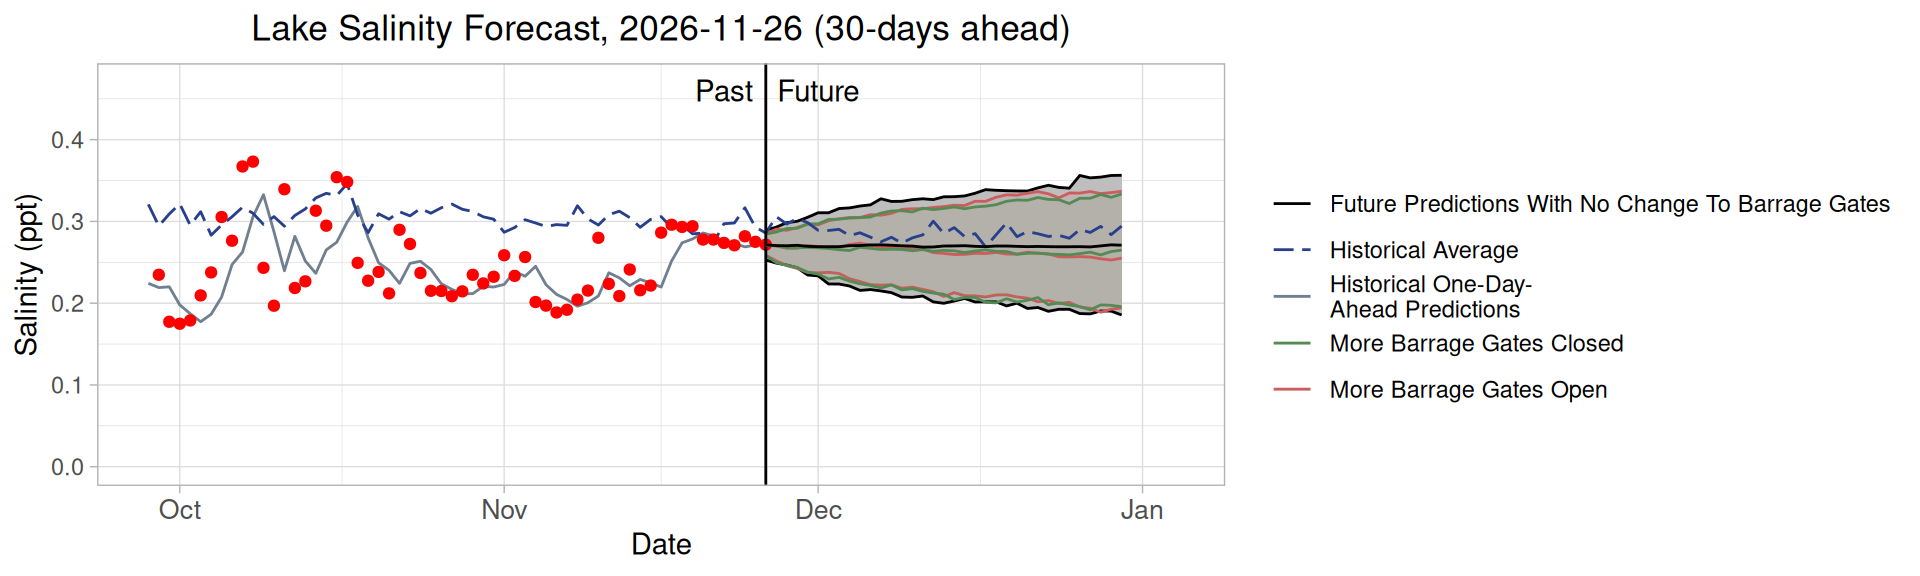 Lake Salinity Forecast, 2026-11-26 (30-days ahead)
Past
Future
0.4
0.3
0.2
0.1
0.0
Salinity (ppt)
Oct
Nov
Dec
Jan
Date
Future Predictions With No Change To Barrage Gates
Historical Average
Historical One-Day-
Ahead Predictions
More Barrage Gates Closed
More Barrage Gates Open